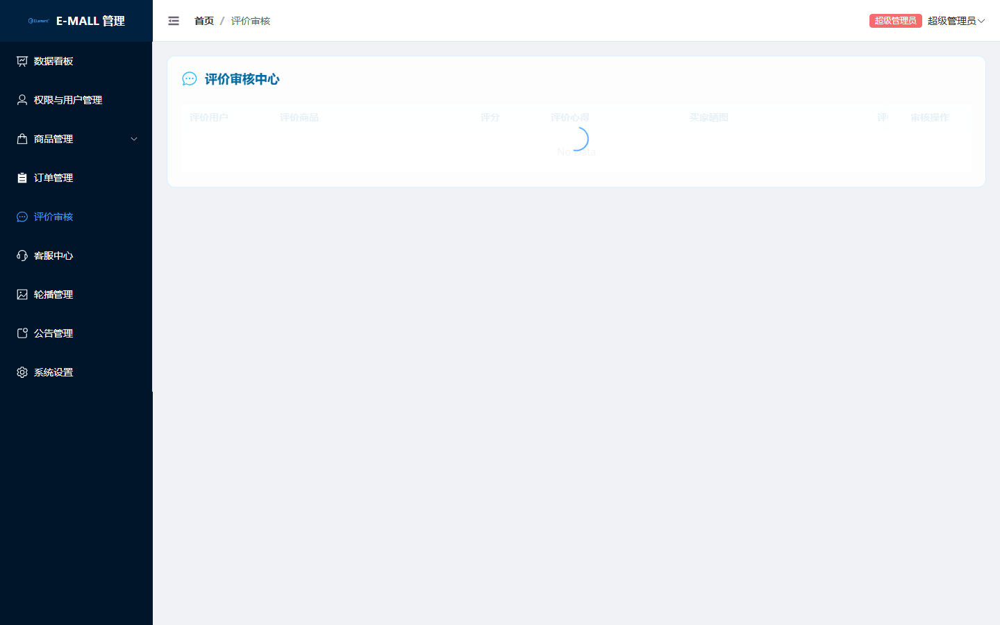 Element
E-MALL 管理
首页 / 评价审核
超级管理员 超级管理员
数据看板
权限与用户管理
商品管理
订单管理
评价审核
客服中心
轮播管理
公告管理
系统设置
评价审核中心
评价用户 评价商品 评分 评价心得 买家晒图 评 审核操作
No Data